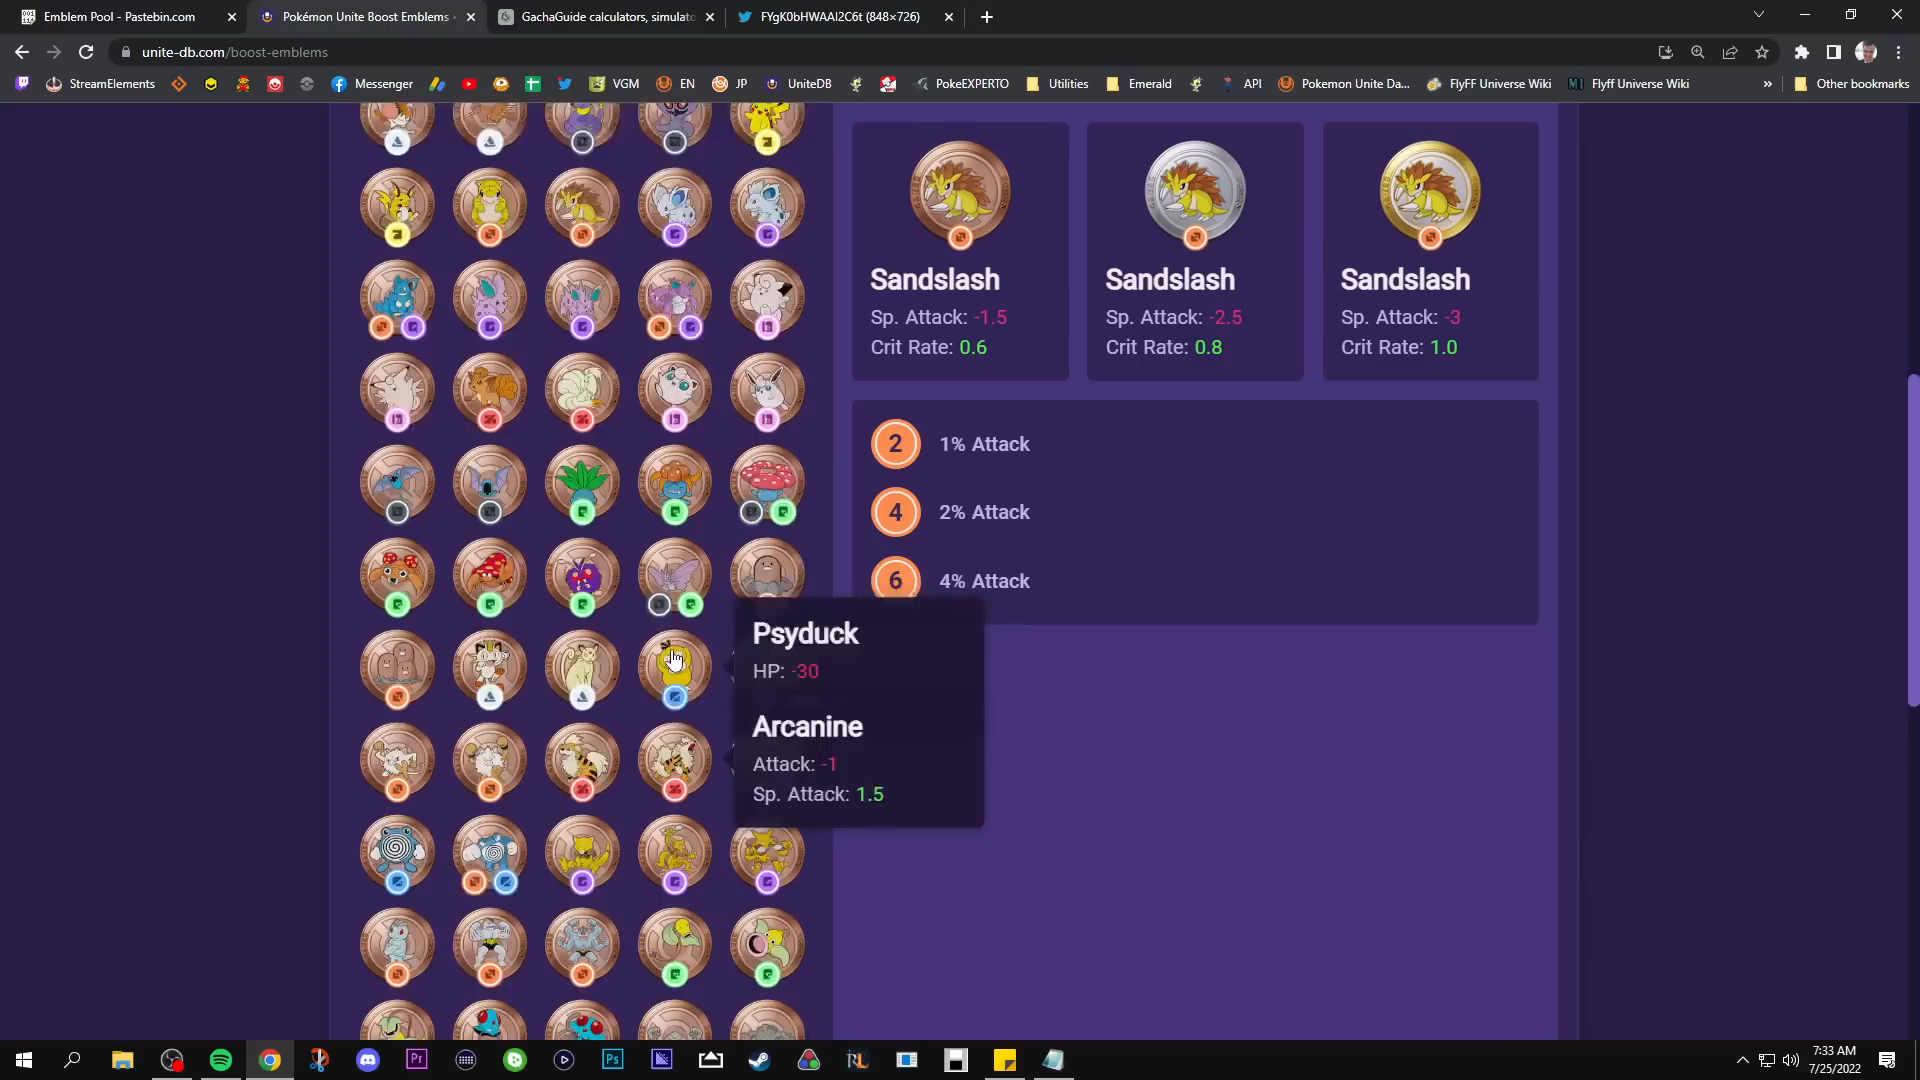 Emblem Pool - Pastebin.com
Pokémon Unite Boost Emblems -
GachaGuide calculators, simulato
FYgK0bHWAAI2C6t (848×726)
unite-db.com/boost-emblems
StreamElements
Messenger
VGM
EN
JP
UniteDB
PokeEXPERTO
Utilities
Emerald
API
Pokemon Unite Da...
FlyFF Universe Wiki
Flyff Universe Wiki
»
Other bookmarks
Sandslash
Sp. Attack: -1.5
Crit Rate: 0.6
Sandslash
Sp. Attack: -2.5
Crit Rate: 0.8
Sandslash
Sp. Attack: -3
Crit Rate: 1.0
2 1% Attack
4 2% Attack
6 4% Attack
Psyduck
HP: -30
Arcanine
Attack: -1
Sp. Attack: 1.5
Pr
Ps
RL
7:33 AM
7/25/2022